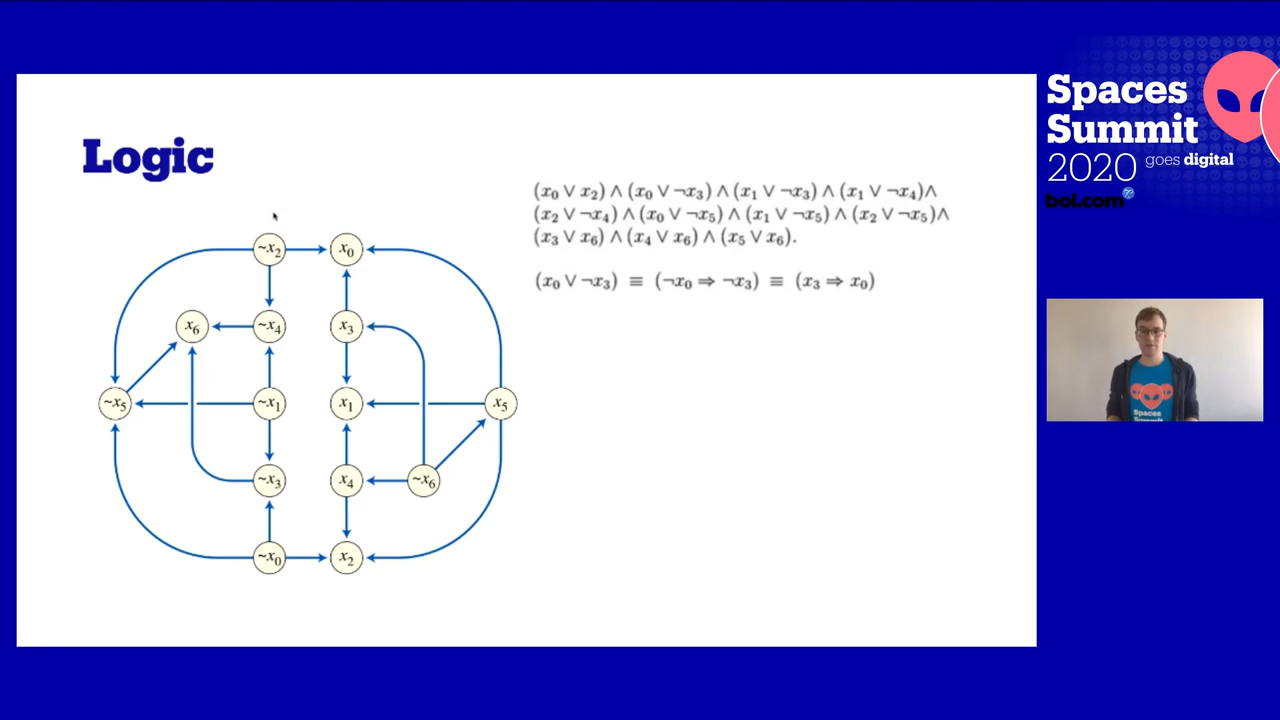 Logic
(x₀ ∨ x₂) ∧ (x₀ ∨ ¬x₃) ∧ (x₁ ∨ ¬x₃) ∧ (x₁ ∨ ¬x₄)∧
(x₂ ∨ ¬x₄) ∧ (x₀ ∨ ¬x₅) ∧ (x₁ ∨ ¬x₅) ∧ (x₂ ∨ ¬x₅)∧
(x₃ ∨ x₆) ∧ (x₄ ∨ x₆) ∧ (x₅ ∨ x₆).
(x₀ ∨ ¬x₃) ≡ (¬x₀ ⇒ ¬x₃) ≡ (x₃ ⇒ x₀)
~x₂ x₀
x₆ ~x₄ x₃
~x₅ ~x₁ x₁ x₅
~x₃ x₄ ~x₆
~x₀ x₂
Spaces
Summit
2020 goes digital
bol.com
Spaces
Summit